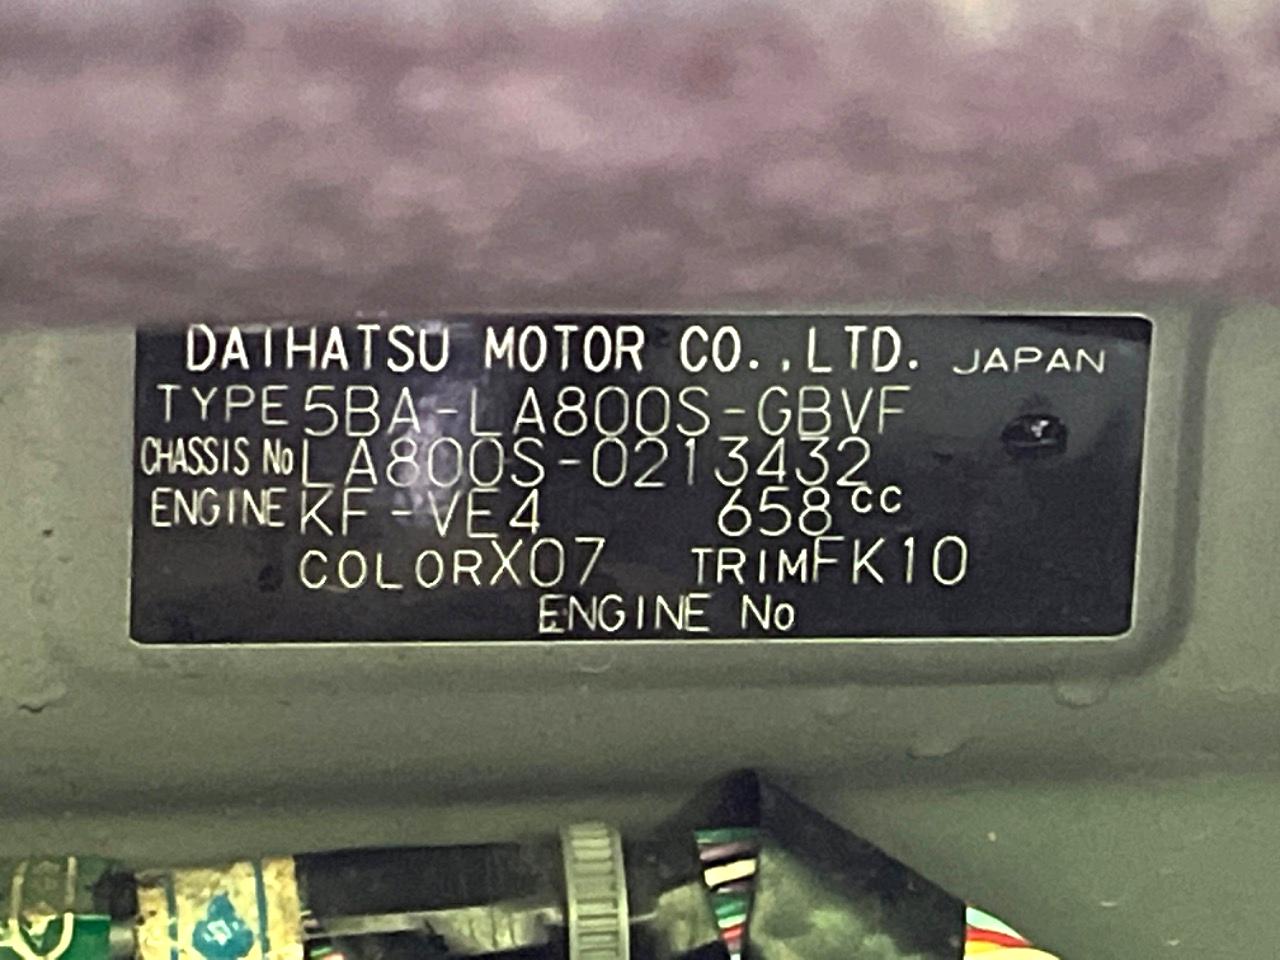 DAIHATSU MOTOR CO.,LTD. JAPAN
TYPE 5BA-LA800S-GBVF
CHASSIS No LA800S-0213432
ENGINE KF-VE4 658cc
COLOR X07 TRIM FK10
ENGINE No